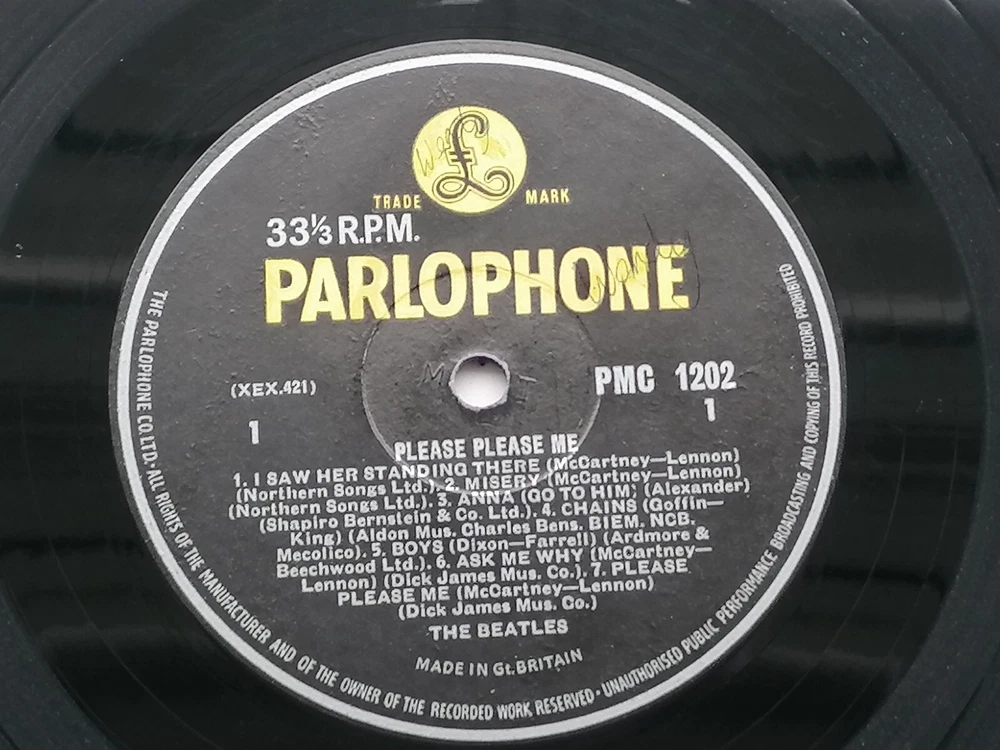 £
TRADE MARK
33⅓ R.P.M.
PARLOPHONE
Wendy
(XEX.421)
PMC 1202
1
1
PLEASE PLEASE ME
1. I SAW HER STANDING THERE (McCartney—Lennon)
(Northern Songs Ltd.). 2. MISERY (McCartney—Lennon)
(Northern Songs Ltd.). 3. ANNA (GO TO HIM) (Alexander)
(Shapiro Bernstein & Co. Ltd.). 4. CHAINS (Goffin—
King) (Aldon Mus. Charles Bens. BIEM. NCB.
Mecolico). 5. BOYS (Dixon—Farrell) (Ardmore &
Beechwood Ltd.). 6. ASK ME WHY (McCartney—
Lennon) (Dick James Mus. Co.). 7. PLEASE
PLEASE ME (McCartney—Lennon)
(Dick James Mus. Co.)
THE BEATLES
MADE IN Gt.BRITAIN
THE PARLOPHONE CO.LTD. · ALL RIGHTS OF THE MANUFACTURER AND OF THE OWNER OF THE RECORDED WORK RESERVED · UNAUTHORISED PUBLIC PERFORMANCE BROADCASTING AND COPYING OF THIS RECORD PROHIBITED